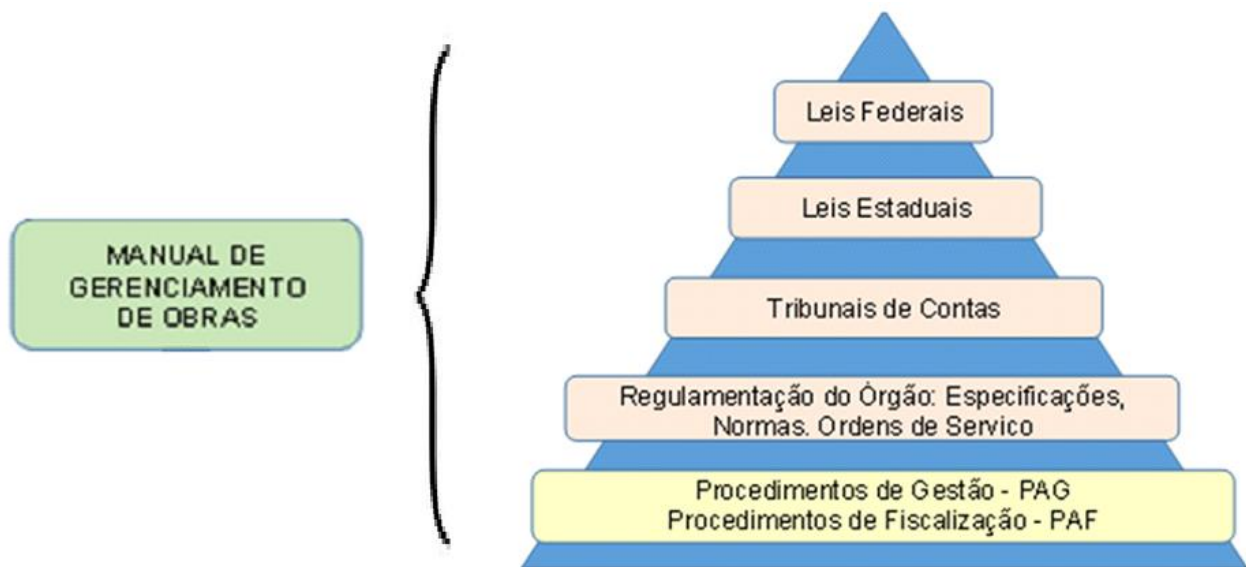 MANUAL DE
GERENCIAMENTO
DE OBRAS
Leis Federais
Leis Estaduais
Tribunais de Contas
Regulamentação do Órgão: Especificações,
Normas. Ordens de Servico
Procedimentos de Gestão - PAG
Procedimentos de Fiscalização - PAF